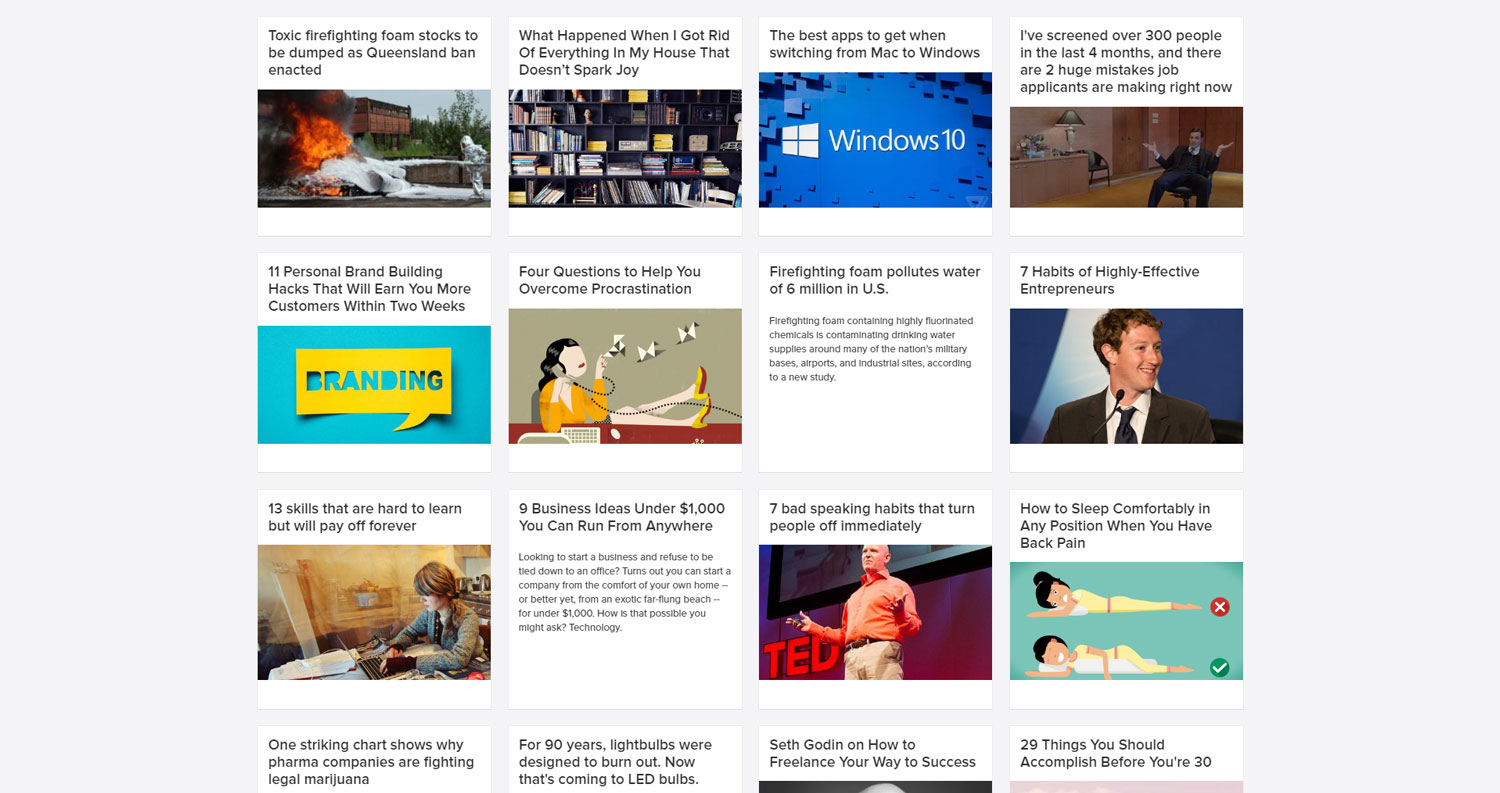 Toxic firefighting foam stocks to
be dumped as Queensland ban
enacted
What Happened When I Got Rid
Of Everything In My House That
Doesn't Spark Joy
The best apps to get when
switching from Mac to Windows
Windows 10
I've screened over 300 people
in the last 4 months, and there
are 2 huge mistakes job
applicants are making right now
11 Personal Brand Building
Hacks That Will Earn You More
Customers Within Two Weeks
BRANDING
Four Questions to Help You
Overcome Procrastination
Firefighting foam pollutes water
of 6 million in U.S.
Firefighting foam containing highly fluorinated
chemicals is contaminating drinking water
supplies around many of the nation's military
bases, airports, and industrial sites, according
to a new study.
7 Habits of Highly-Effective
Entrepreneurs
13 skills that are hard to learn
but will pay off forever
9 Business Ideas Under $1,000
You Can Run From Anywhere
Looking to start a business and refuse to be
tied down to an office? Turns out you can start a
company from the comfort of your own home --
or better yet, from an exotic far-flung beach --
for under $1,000. How is that possible you
might ask? Technology.
7 bad speaking habits that turn
people off immediately
TED
How to Sleep Comfortably in
Any Position When You Have
Back Pain
One striking chart shows why
pharma companies are fighting
legal marijuana
For 90 years, lightbulbs were
designed to burn out. Now
that's coming to LED bulbs.
Seth Godin on How to
Freelance Your Way to Success
29 Things You Should
Accomplish Before You're 30